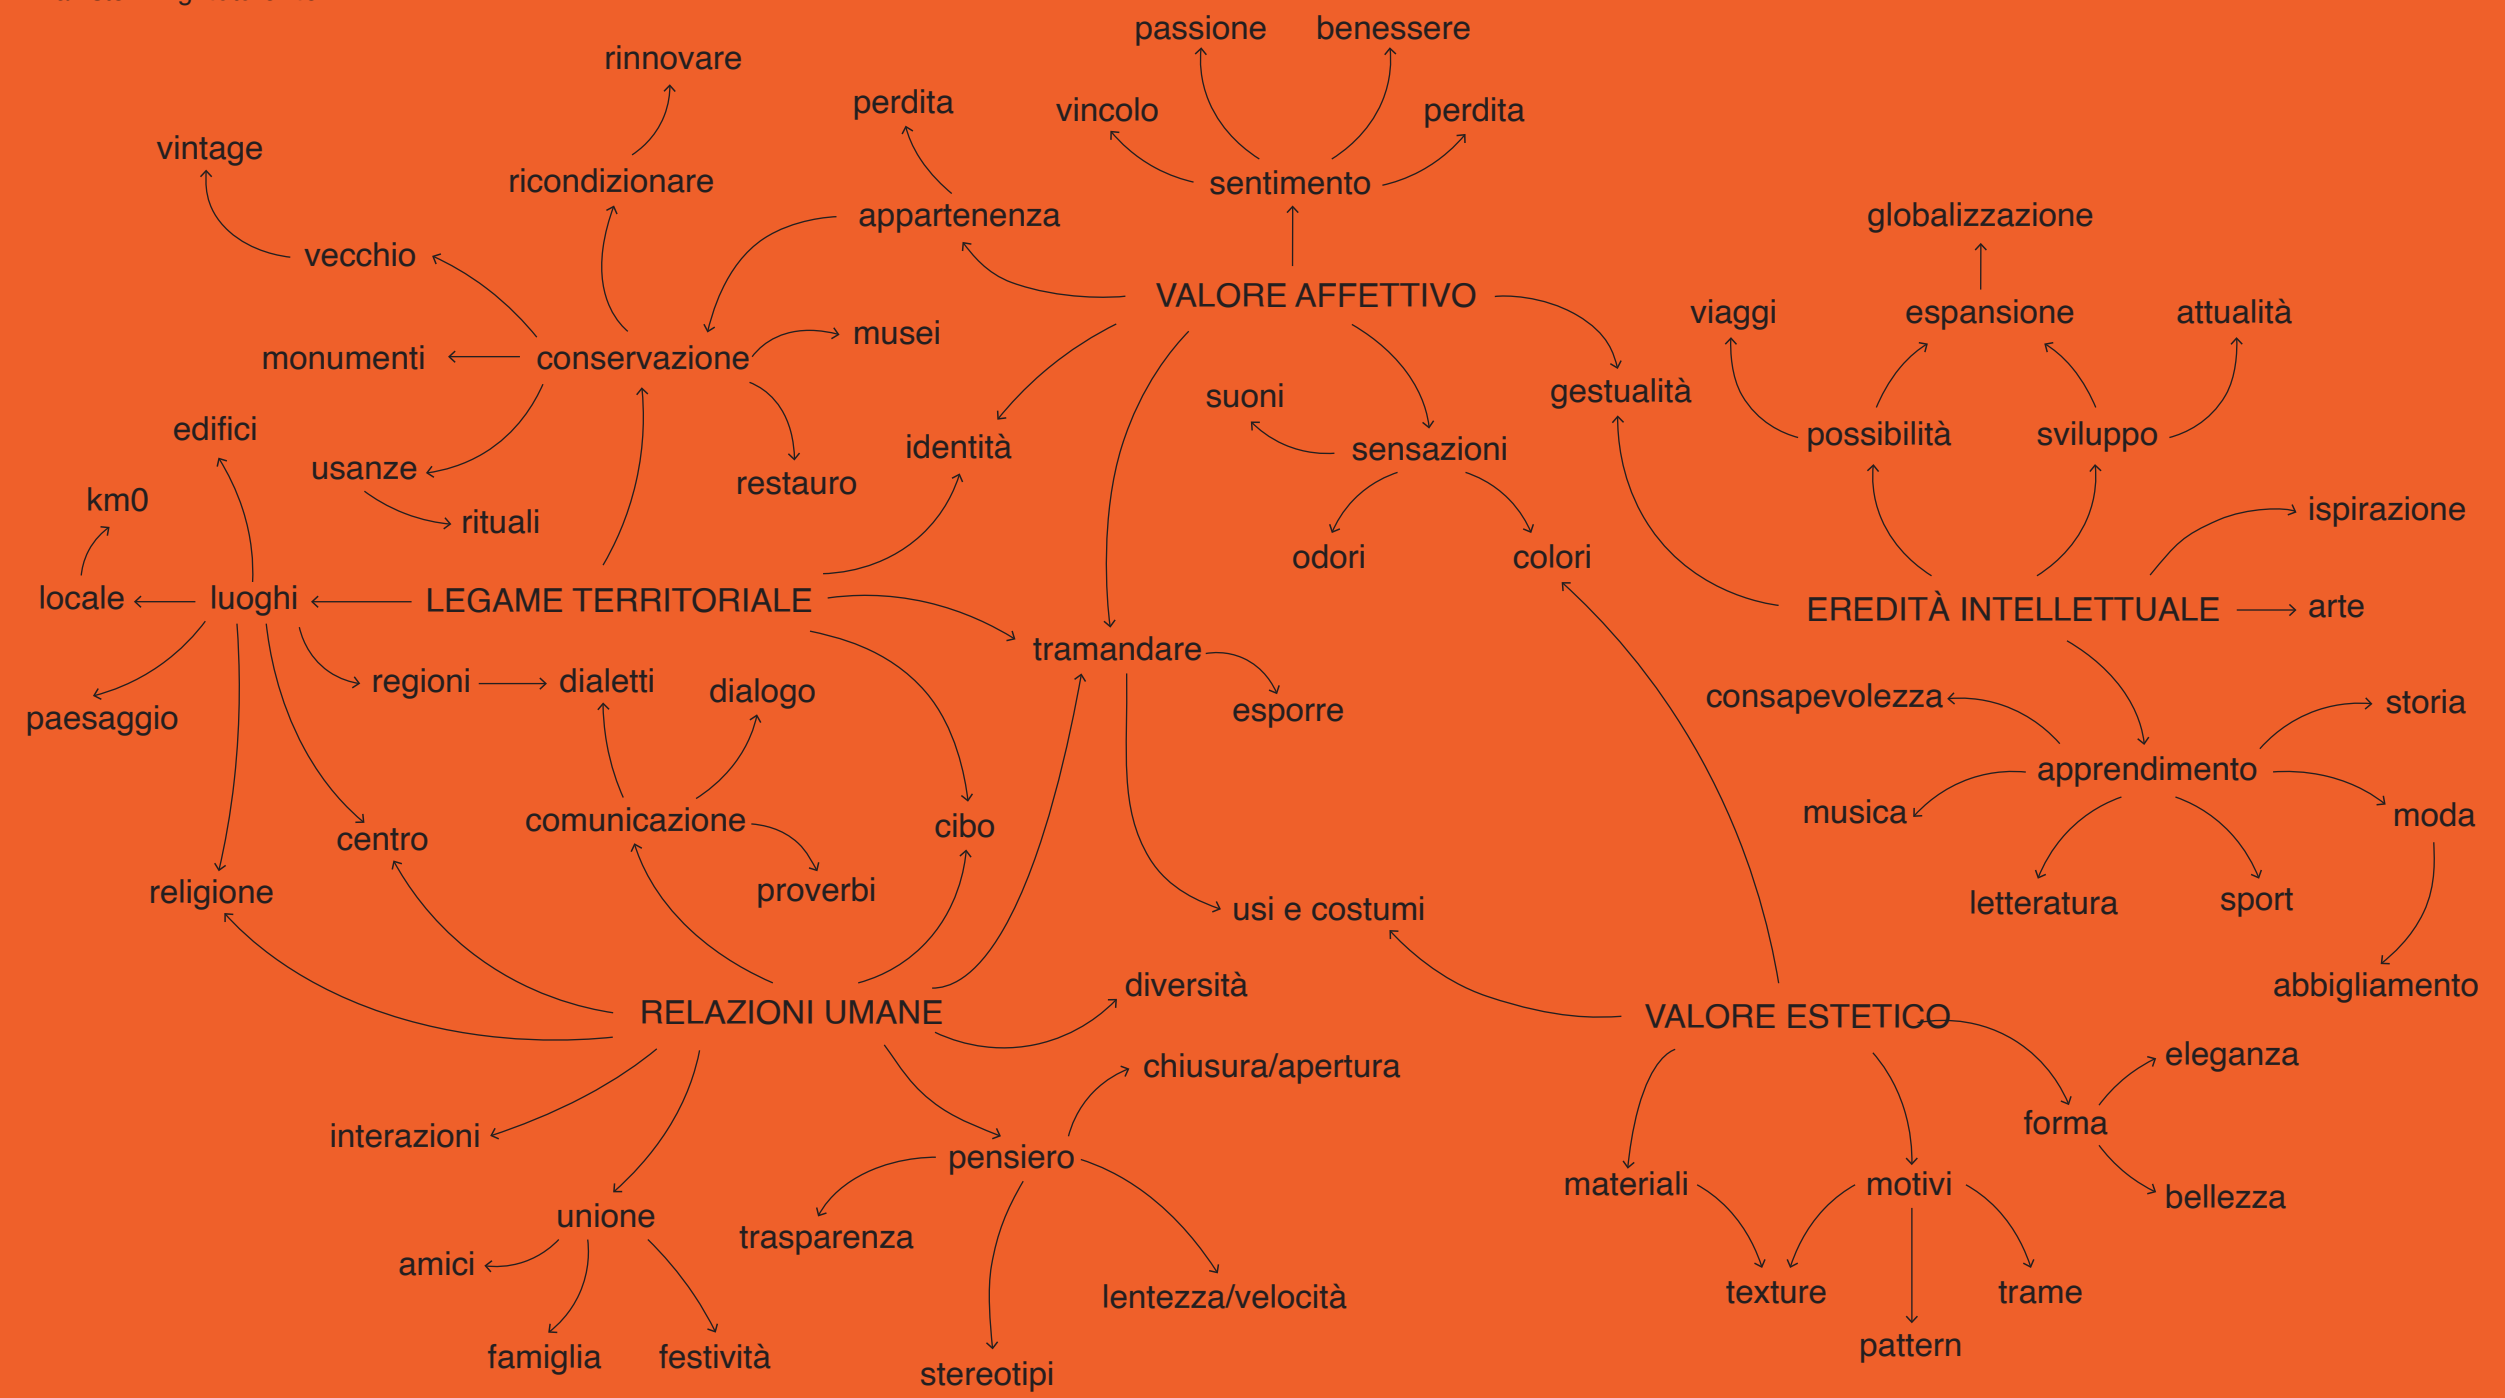 passione
benessere
rinnovare
perdita
vincolo
perdita
vintage
ricondizionare
sentimento
appartenenza
globalizzazione
vecchio
VALORE AFFETTIVO
viaggi
espansione
attualità
musei
monumenti
conservazione
gestualità
suoni
edifici
possibilità
sviluppo
identità
sensazioni
usanze
restauro
km0
ispirazione
rituali
odori
colori
locale
luoghi
LEGAME TERRITORIALE
EREDITÀ INTELLETTUALE
arte
tramandare
regioni
dialetti
dialogo
consapevolezza
storia
esporre
paesaggio
apprendimento
musica
moda
comunicazione
cibo
centro
religione
proverbi
letteratura
sport
usi e costumi
diversità
abbigliamento
RELAZIONI UMANE
VALORE ESTETICO
eleganza
chiusura/apertura
forma
interazioni
pensiero
materiali
motivi
bellezza
unione
trasparenza
amici
lentezza/velocità
texture
trame
pattern
famiglia
festività
stereotipi